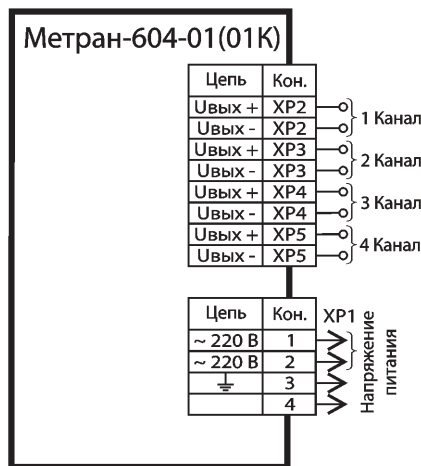 Метран-604-01(01К)
Цепь Кон.
Uвых + XP2
Uвых - XP2
1 Канал
Uвых + XP3
Uвых - XP3
2 Канал
Uвых + XP4
Uвых - XP4
3 Канал
Uвых + XP5
Uвых - XP5
4 Канал
Цепь Кон. XP1
~ 220 В 1
~ 220 В 2
3
4
Напряжение
питания